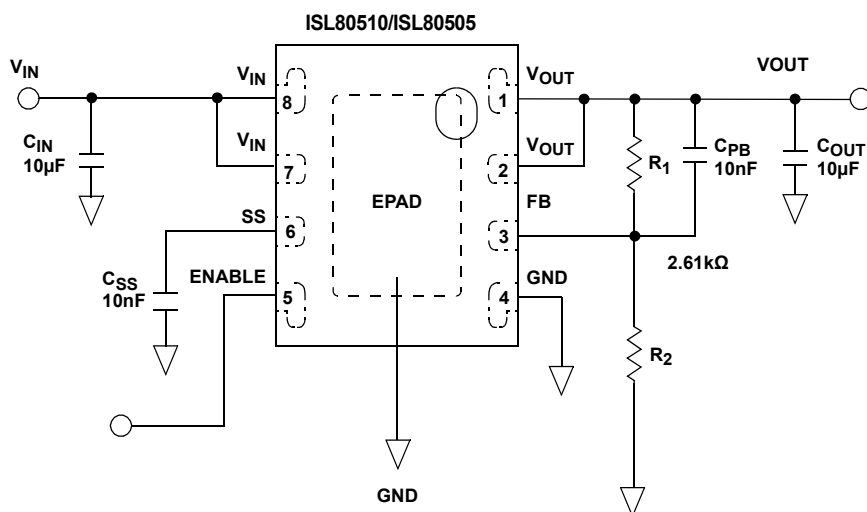 ISL80510/ISL80505
VIN
VIN
8
CIN
10µF
VIN
7
SS
6
CSS
10nF
ENABLE
5
EPAD
GND
VOUT
1
VOUT
VOUT
2
FB
3
GND
4
R1
CPB
10nF
COUT
10µF
2.61kΩ
R2